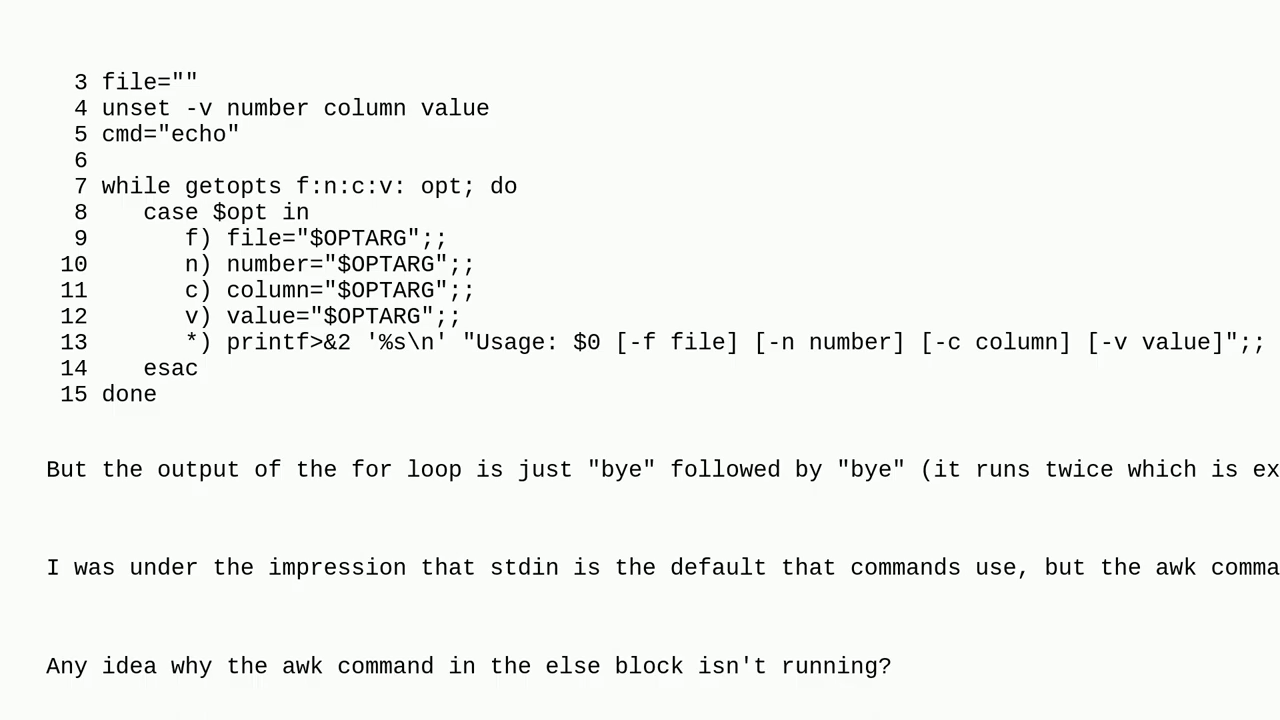 3 file=""
4 unset -v number column value
5 cmd="echo"
6
7 while getopts f:n:c:v: opt; do
8    case $opt in
9       f) file="$OPTARG";;
10       n) number="$OPTARG";;
11       c) column="$OPTARG";;
12       v) value="$OPTARG";;
13       *) printf>&2 '%s\n' "Usage: $0 [-f file] [-n number] [-c column] [-v value]";;
14    esac
15 done
But the output of the for loop is just "bye" followed by "bye" (it runs twice which is ex
I was under the impression that stdin is the default that commands use, but the awk comma
Any idea why the awk command in the else block isn't running?